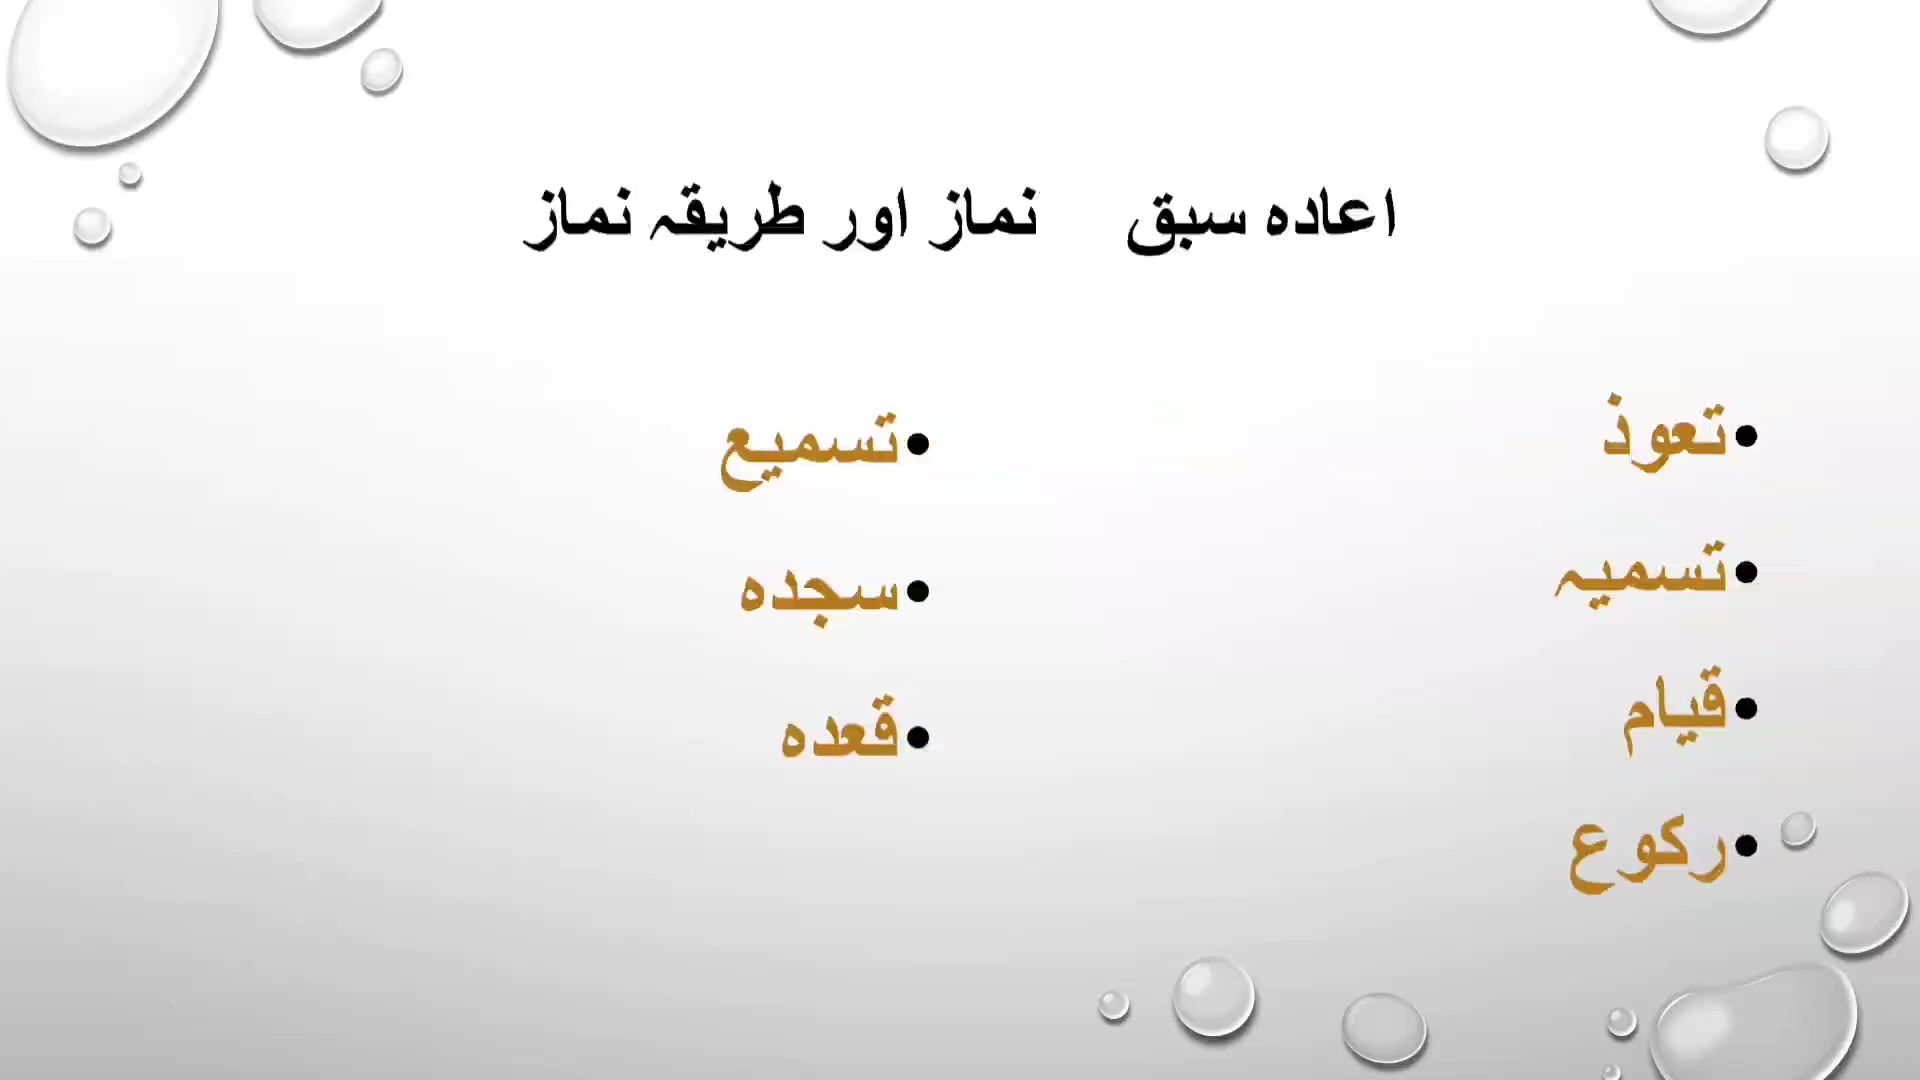 اعادہ سبق نماز اور طریقہ نماز
•تعوذ
•تسمیہ
•قیام
•رکوع
•تسمیع
•سجدہ
•قعدہ